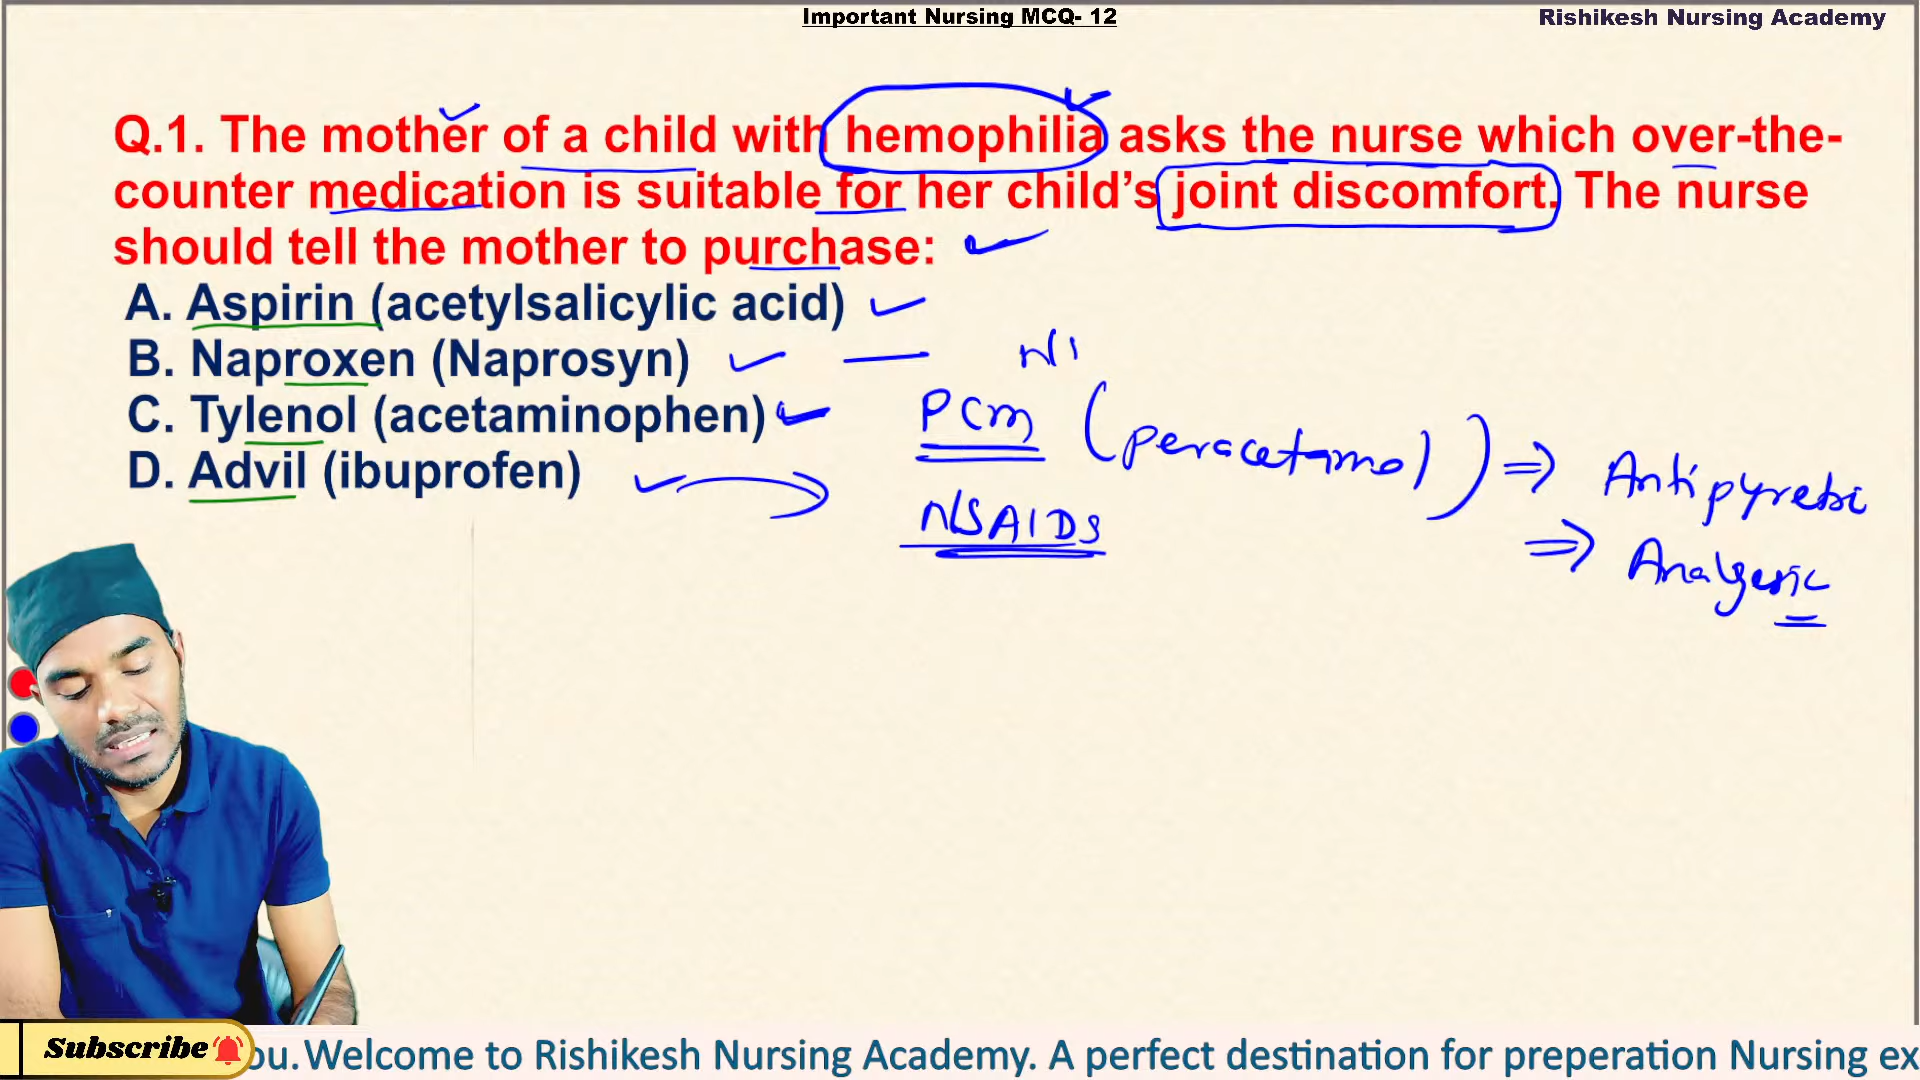 Important Nursing MCQ- 12
Rishikesh Nursing Academy
Q.1. The mother of a child with hemophilia asks the nurse which over-the-
counter medication is suitable for her child’s joint discomfort. The nurse
should tell the mother to purchase:
A. Aspirin (acetylsalicylic acid)
B. Naproxen (Naprosyn)
C. Tylenol (acetaminophen)
D. Advil (ibuprofen)
NI
PCM (peracetamol) ⇒ Antipyretic
NSAIDS
⇒ Analgesic
Subscribe
ou. Welcome to Rishikesh Nursing Academy. A perfect destination for preperation Nursing ex